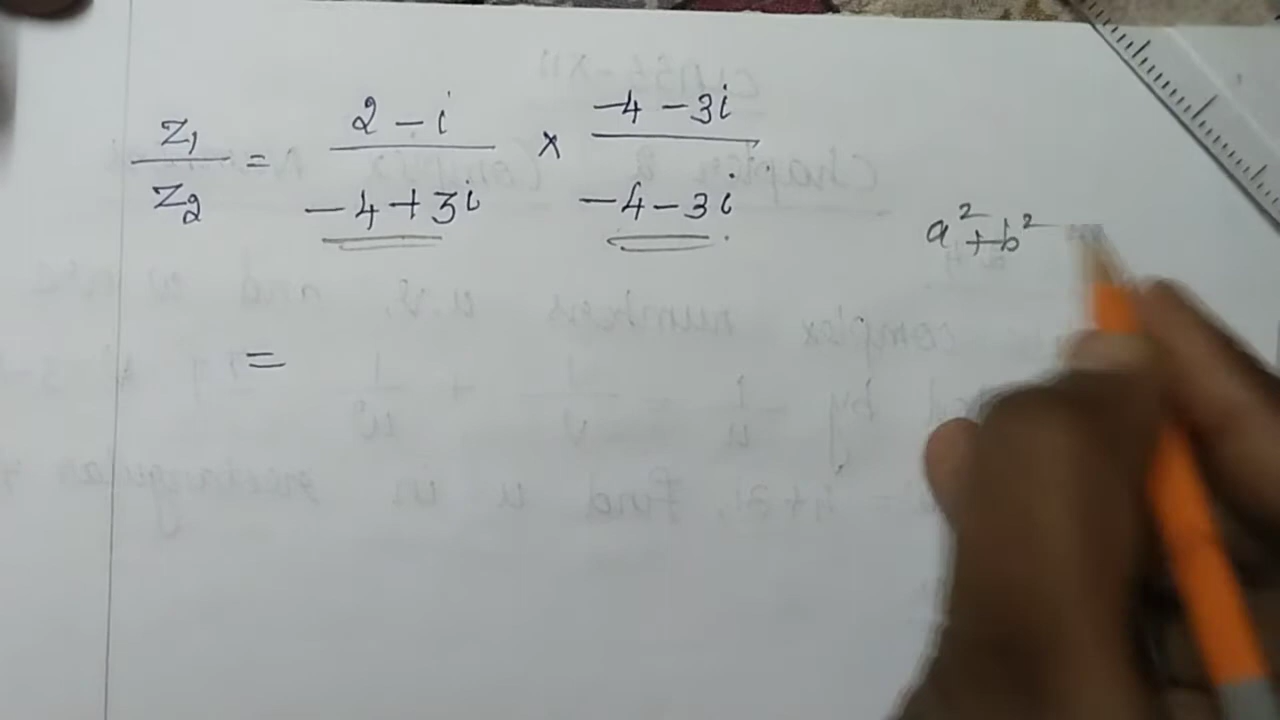 z₁/z₂ = (2 - i)/(-4 + 3i) × (-4 - 3i)/(-4 - 3i)
a² + b²
=